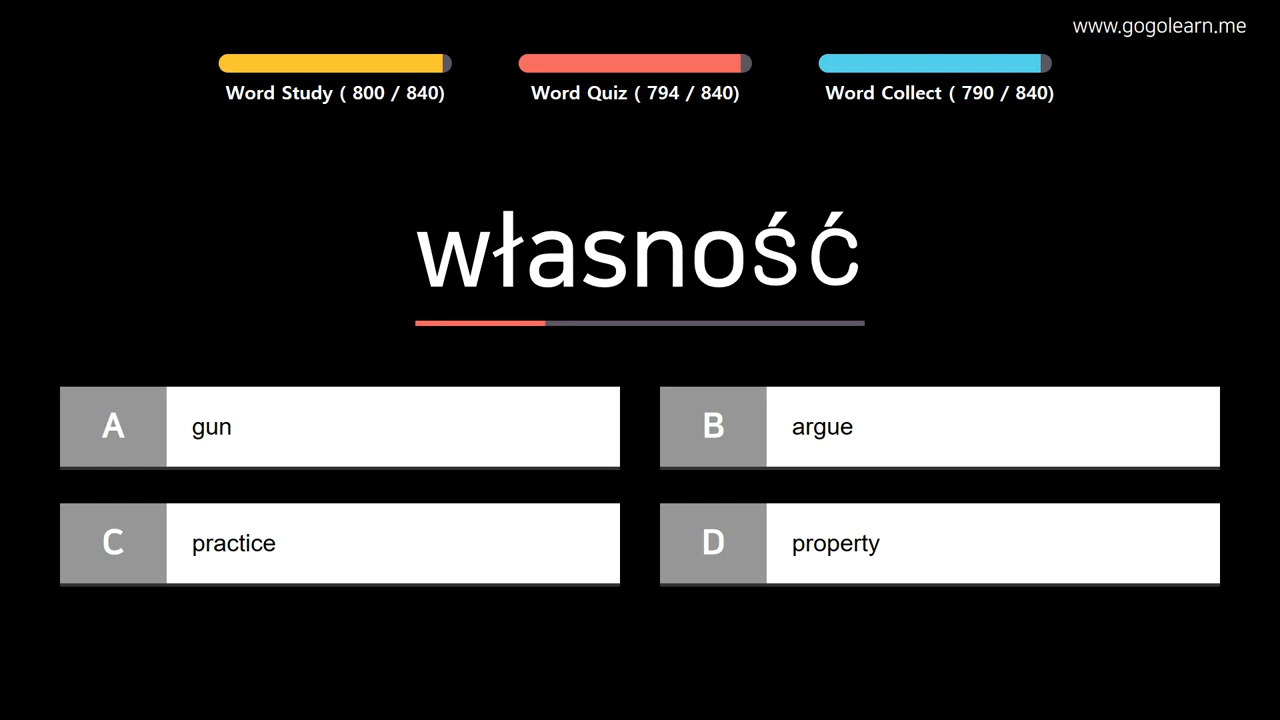 www.gogolearn.me
Word Study ( 800 / 840)
Word Quiz ( 794 / 840)
Word Collect ( 790 / 840)
własność
A gun
B argue
C practice
D property